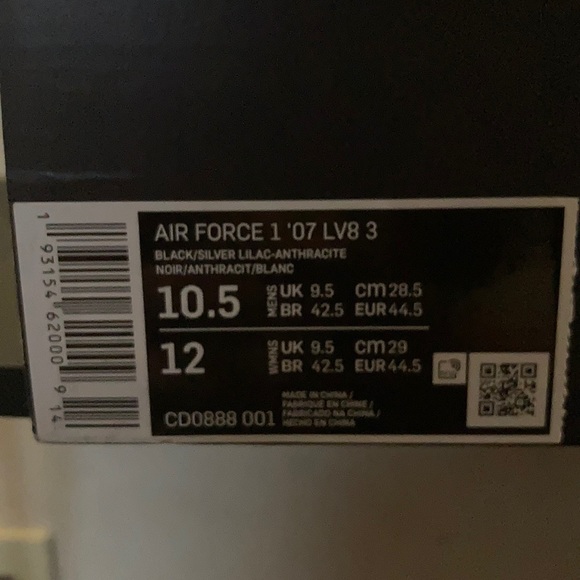 AIR FORCE 1 '07 LV8 3
BLACK/SILVER LILAC-ANTHRACITE
NOIR/ANTHRACIT/BLANC
10.5 MENS UK 9.5 cm 28.5
BR 42.5 EUR 44.5
12 WMNS UK 9.5 cm 29
BR 42.5 EUR 44.5
CD0888 001
MADE IN CHINA /
FABRIQUÉ EN CHINE /
FABRICADO NA CHINA /
HECHO EN CHINA
1 93154 62000 9 14